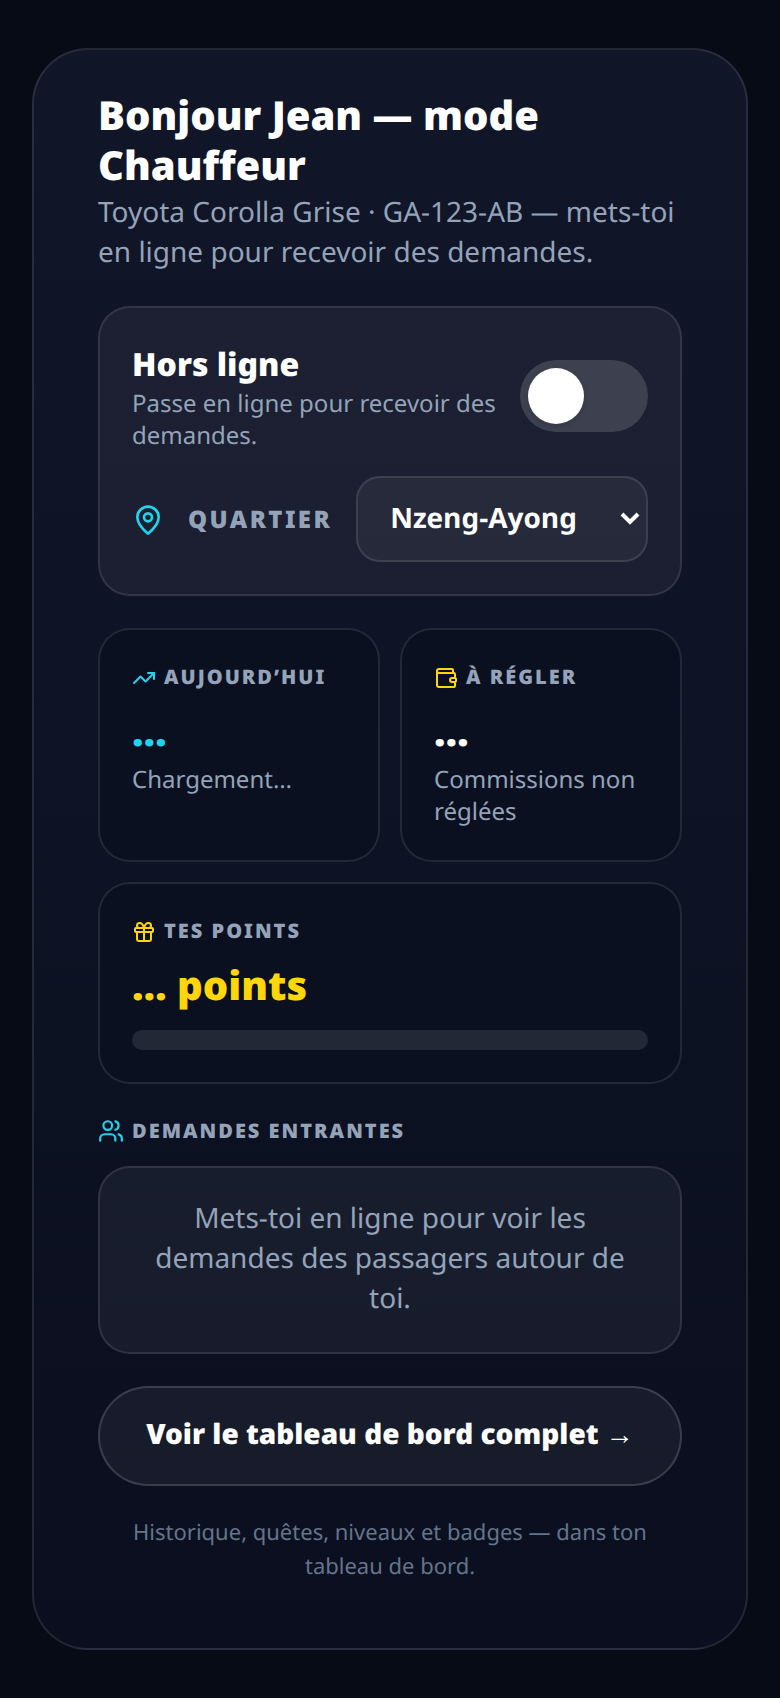 Bonjour Jean — mode
Chauffeur
Toyota Corolla Grise · GA-123-AB — mets-toi
en ligne pour recevoir des demandes.
Hors ligne
Passe en ligne pour recevoir des
demandes.
QUARTIER
Nzeng-Ayong
AUJOURD’HUI
...
Chargement…
À RÉGLER
...
Commissions non
réglées
TES POINTS
... points
DEMANDES ENTRANTES
Mets-toi en ligne pour voir les
demandes des passagers autour de
toi.
Voir le tableau de bord complet →
Historique, quêtes, niveaux et badges — dans ton
tableau de bord.